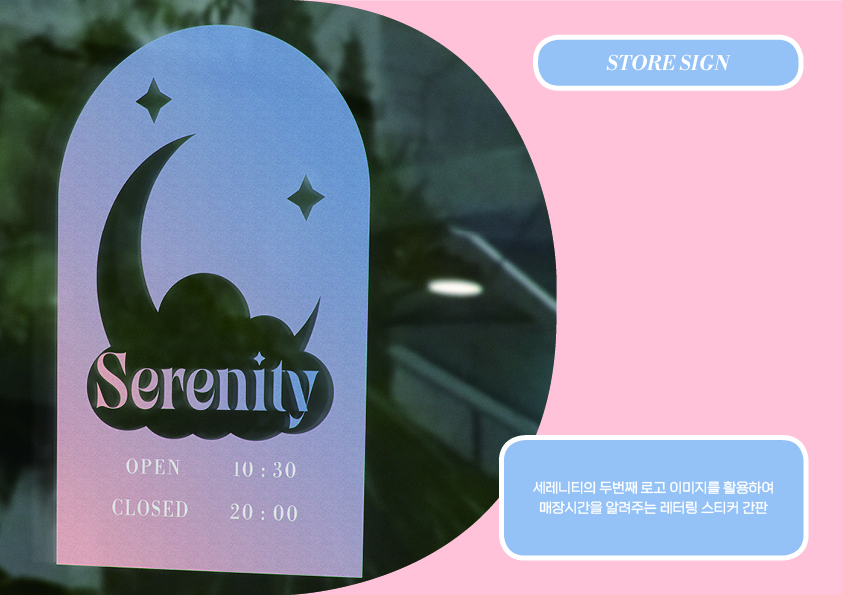 STORE SIGN
Serenity
OPEN 10 : 30
CLOSED 20 : 00
세레니티의 두번째 로고 이미지를 활용하여
매장시간을 알려주는 레터링 스티커 간판